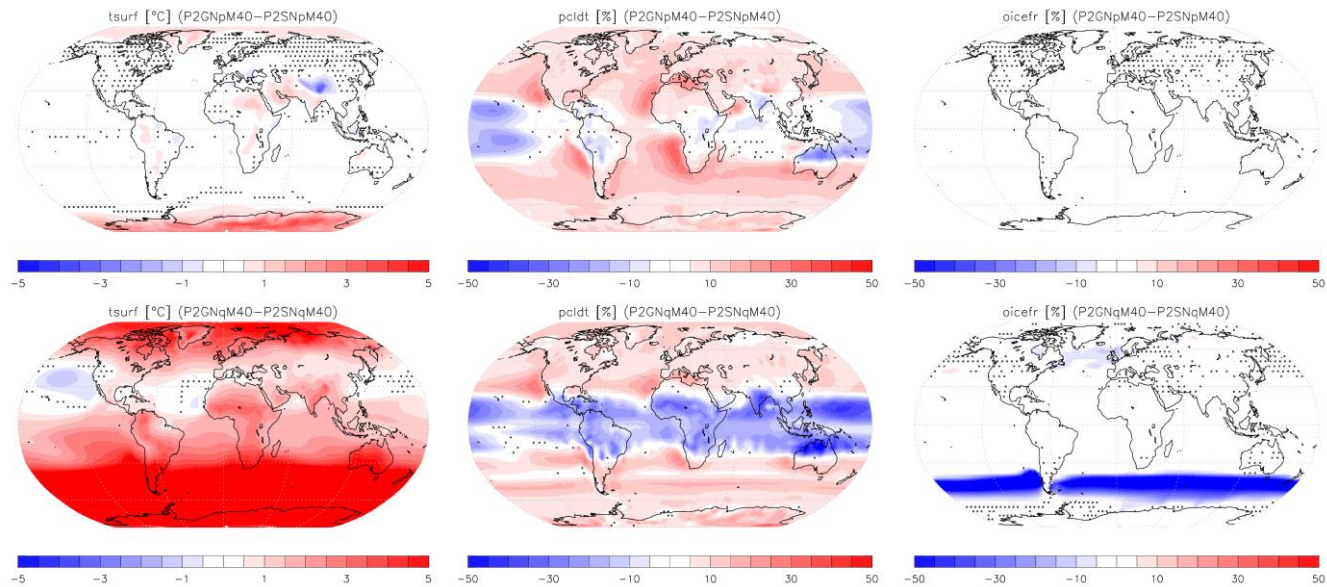 tsurf [°C] (P2GNpM40−P2SNpM40)
pcldt [%] (P2GNpM40−P2SNpM40)
oicefr [%] (P2GNpM40−P2SNpM40)
-5 -3 -1 1 3 5
-50 -30 -10 10 30 50
-50 -30 -10 10 30 50
tsurf [°C] (P2GNqM40−P2SNqM40)
pcldt [%] (P2GNqM40−P2SNqM40)
oicefr [%] (P2GNqM40−P2SNqM40)
-5 -3 -1 1 3 5
-50 -30 -10 10 30 50
-50 -30 -10 10 30 50